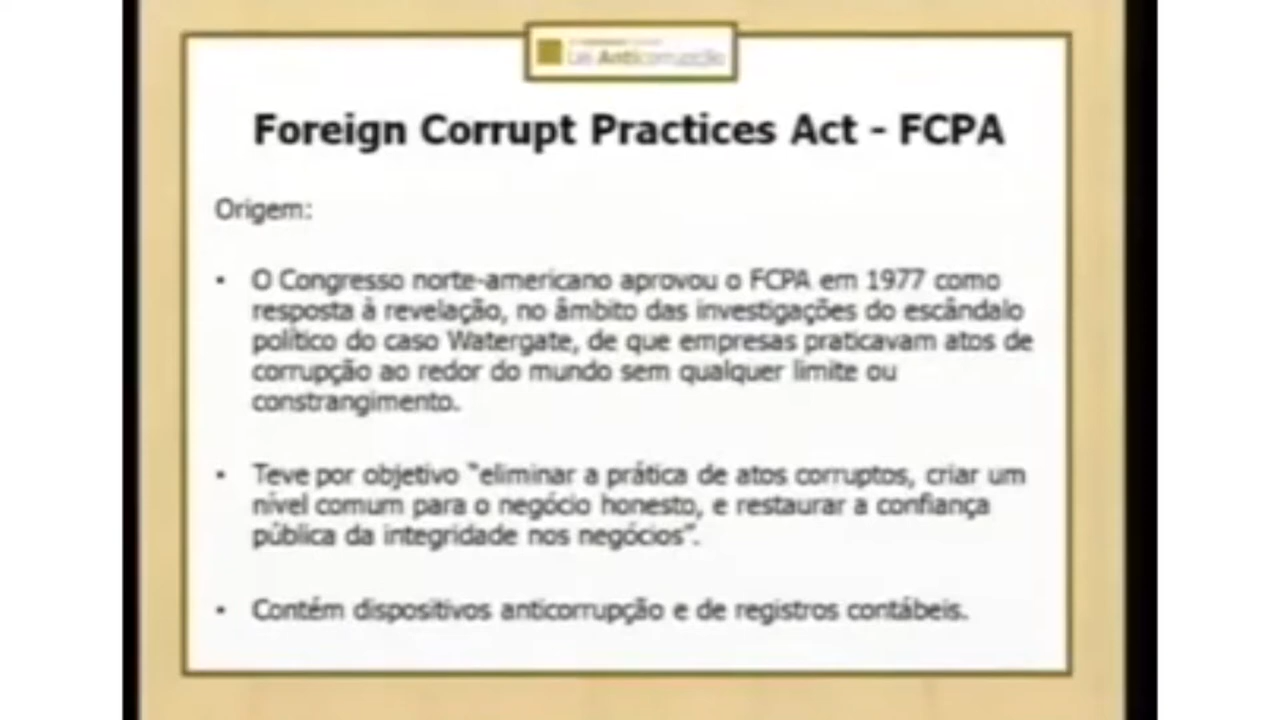 Lei Anticorrupção
Foreign Corrupt Practices Act - FCPA
Origem:
• O Congresso norte-americano aprovou o FCPA em 1977 como
resposta à revelação, no âmbito das investigações do escândalo
político do caso Watergate, de que empresas praticavam atos de
corrupção ao redor do mundo sem qualquer limite ou
constrangimento.
• Teve por objetivo “eliminar a prática de atos corruptos, criar um
nível comum para o negócio honesto, e restaurar a confiança
pública da integridade nos negócios”.
• Contém dispositivos anticorrupção e de registros contábeis.